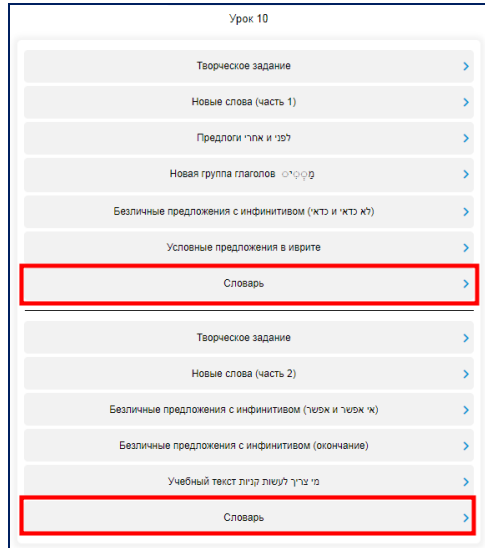 Урок 10
Творческое задание
Новые слова (часть 1)
Предлоги לפני и אחרי
Новая группа глаголов
Безличные предложения с инфинитивом (לא כדאי и כדאי)
Условные предложения в иврите
Словарь
Творческое задание
Новые слова (часть 2)
Безличные предложения с инфинитивом (אי אפשר и אפשר)
Безличные предложения с инфинитивом (окончание)
Учебный текст מי צריך לעשות קניות
Словарь